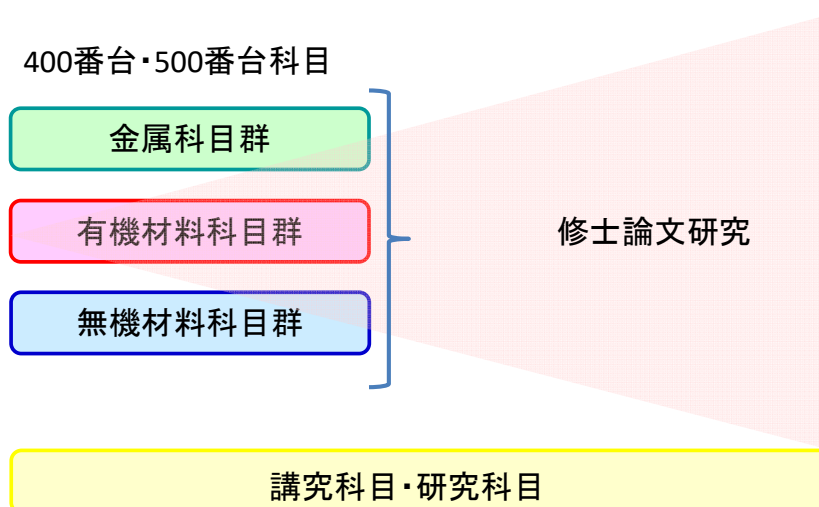 400番台・500番台科目
金属科目群
有機材料科目群
修士論文研究
無機材料科目群
講究科目・研究科目